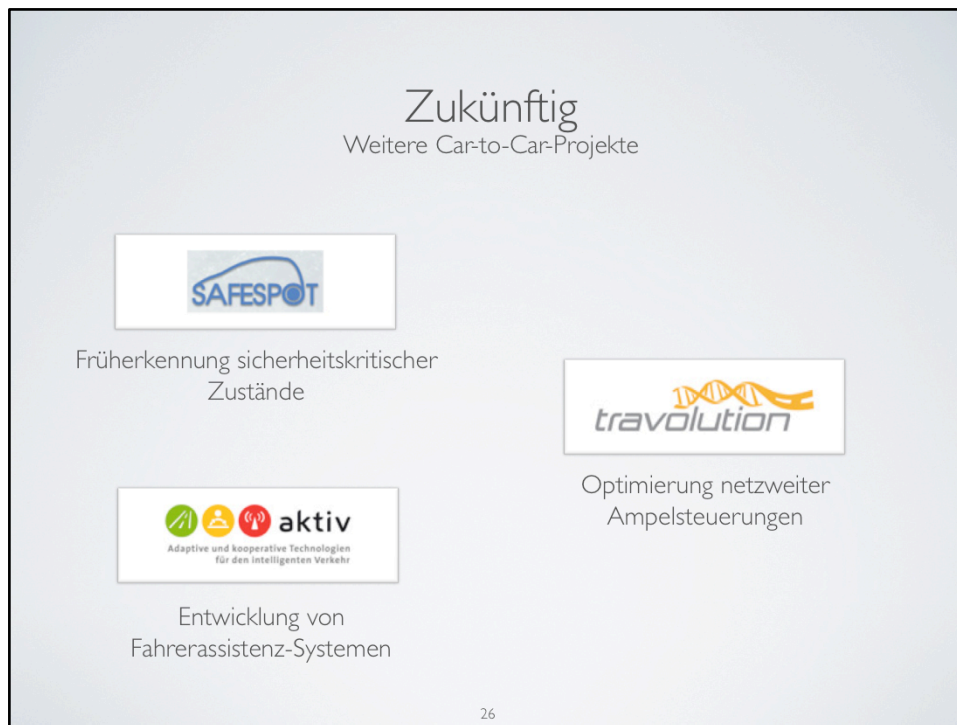 Zukünftig
Weitere Car-to-Car-Projekte
SAFESPOT
Früherkennung sicherheitskritischer
Zustände
travolution
Optimierung netzweiter
Ampelsteuerungen
aktiv
Adaptive und kooperative Technologien
für den intelligenten Verkehr
Entwicklung von
Fahrerassistenz-Systemen
26